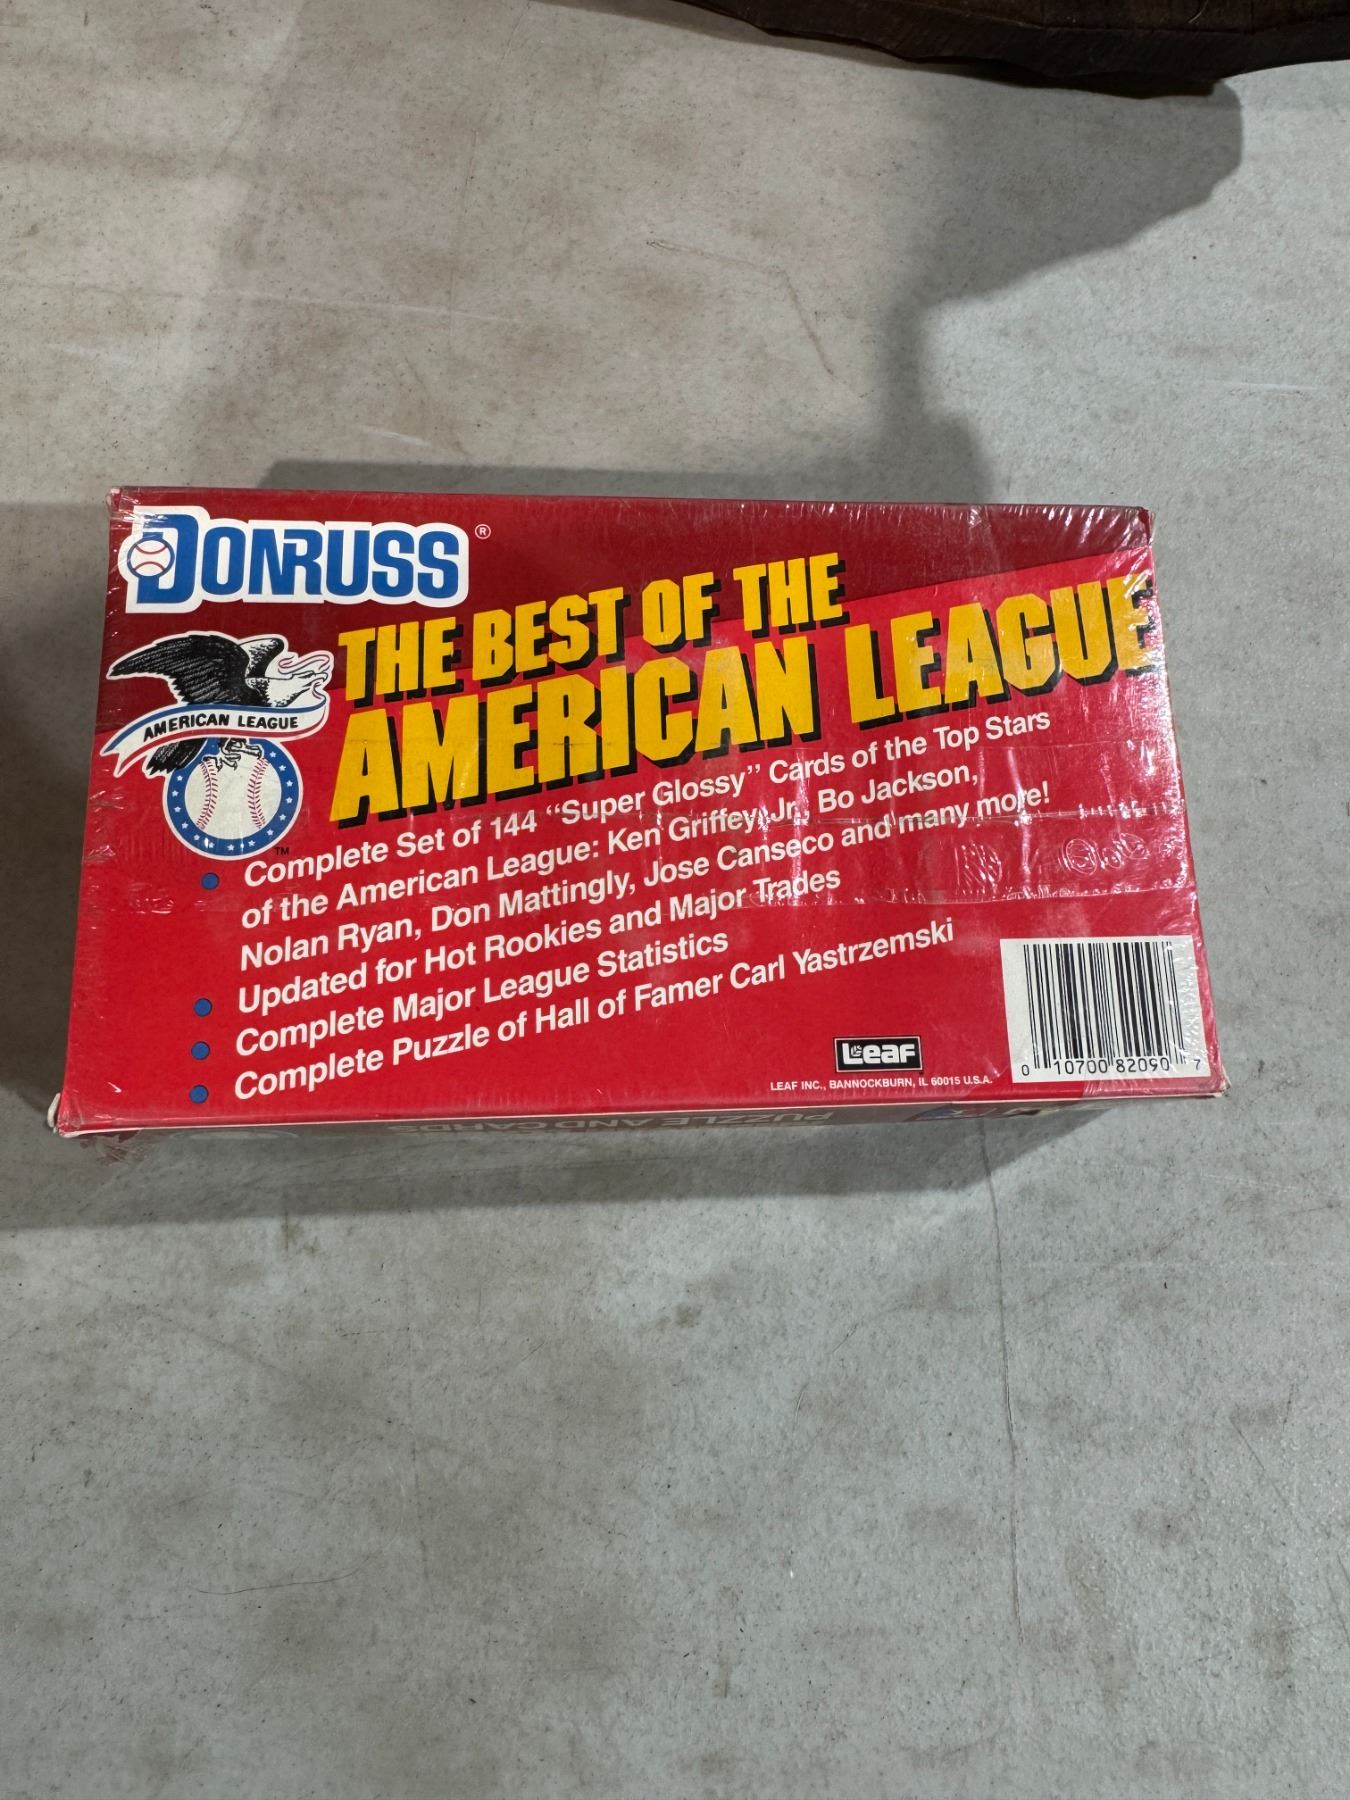 DONRUSS®
THE BEST OF THE
AMERICAN LEAGUE
AMERICAN LEAGUE
TM
• Complete Set of 144 “Super Glossy” Cards of the Top Stars
of the American League: Ken Griffey, Jr., Bo Jackson,
Nolan Ryan, Don Mattingly, Jose Canseco and many more!
• Updated for Hot Rookies and Major Trades
• Complete Major League Statistics
• Complete Puzzle of Hall of Famer Carl Yastrzemski
Leaf
LEAF INC., BANNOCKBURN, IL 60015 U.S.A.
0 10700 82090 7
PUZZLE AND CARDS